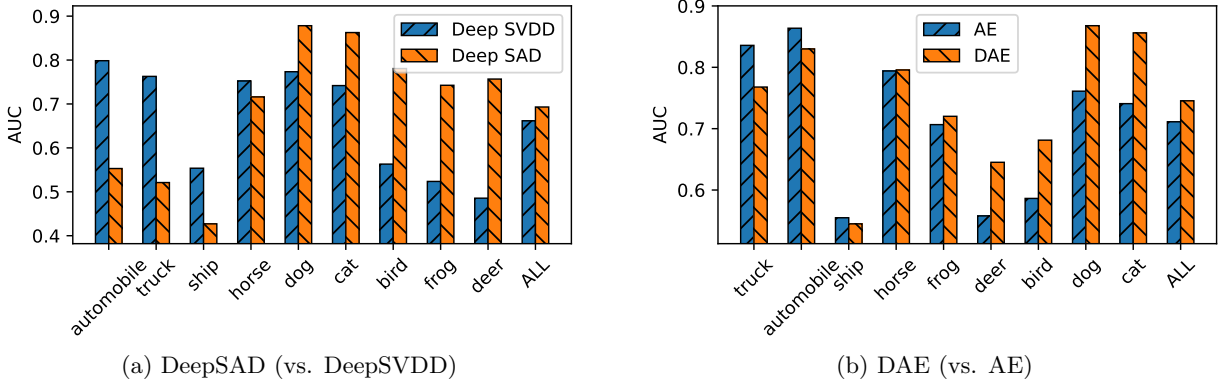 0.9
0.8
0.7
0.6
0.5
0.4
AUC
Deep SVDD
Deep SAD
automobile
truck
ship
horse
dog
cat
bird
frog
deer
ALL
(a) DeepSAD (vs. DeepSVDD)
0.9
0.8
0.7
0.6
AUC
AE
DAE
truck
automobile
ship
horse
frog
deer
bird
dog
cat
ALL
(b) DAE (vs. AE)